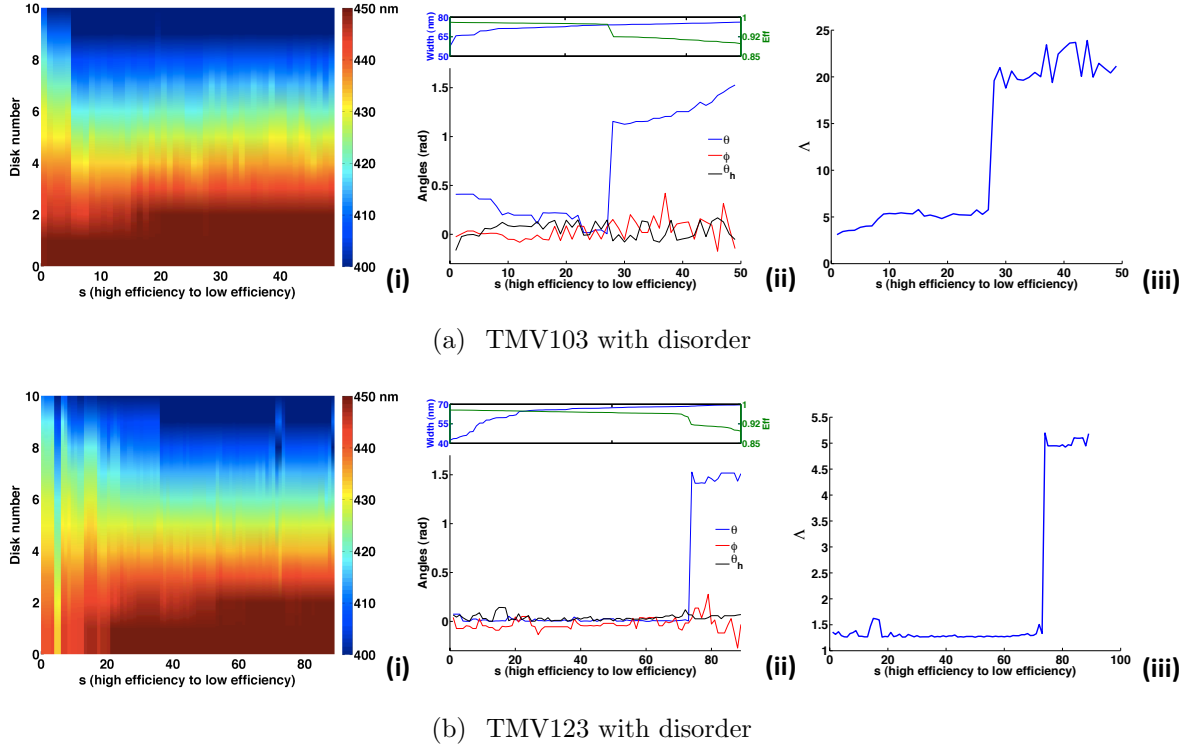 Disk number
10
8
6
4
2
0
0 10 20 30 40
s (high efficiency to low efficiency)
450 nm
440
430
420
410
400
(i)
Width (nm)
80
65
50
1
0.92
0.85
Eff
Angles (rad)
1.5
1
0.5
0
θ
ϕ
θh
0 10 20 30 40 50
s (high efficiency to low efficiency)
(ii)
Λ
25
20
15
10
5
0
0 10 20 30 40 50
s (high efficiency to low efficiency)
(iii)
(a) TMV103 with disorder
Disk number
10
8
6
4
2
0
0 20 40 60 80
s (high efficiency to low efficiency)
450 nm
440
430
420
410
400
(i)
Width (nm)
70
60
50
40
1
0.92
0.85
Eff
Angles (rad)
1.5
1
0.5
0
θ
ϕ
θh
0 20 40 60 80
s (high efficiency to low efficiency)
(ii)
Λ
5.5
5
4.5
4
3.5
3
2.5
2
1.5
1
0 20 40 60 80 100
s (high efficiency to low efficiency)
(iii)
(b) TMV123 with disorder